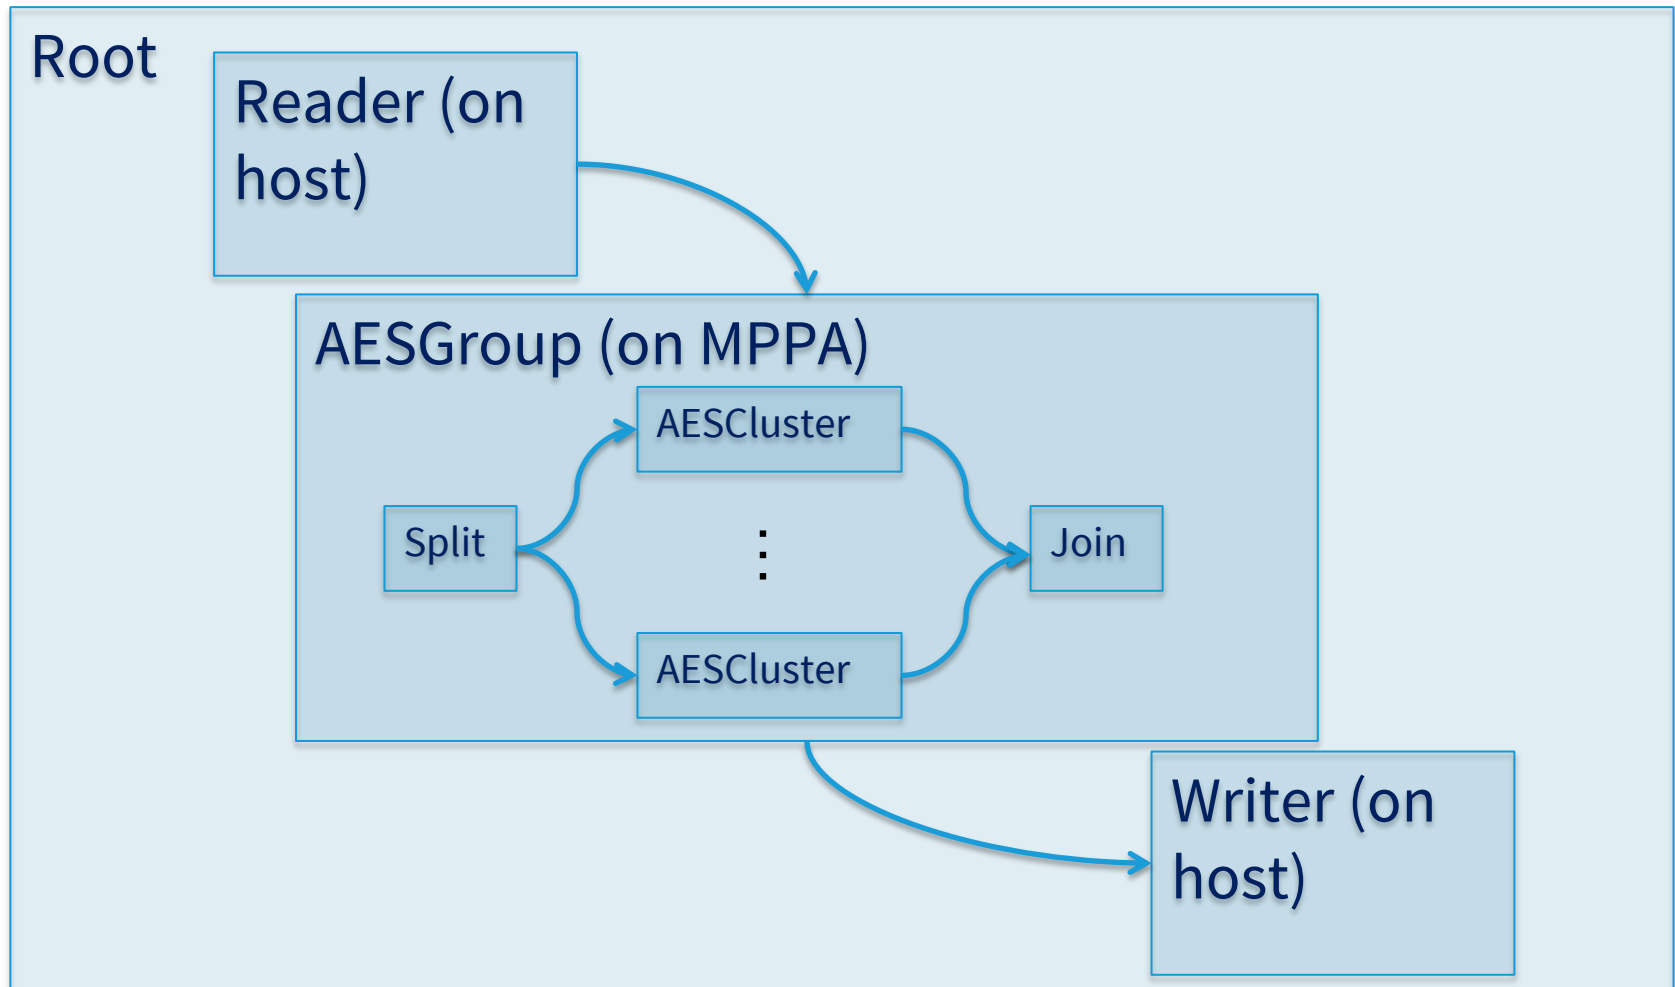 Root
Reader (on
host)
AESGroup (on MPPA)
AESCluster
Split
Join
AESCluster
Writer (on
host)